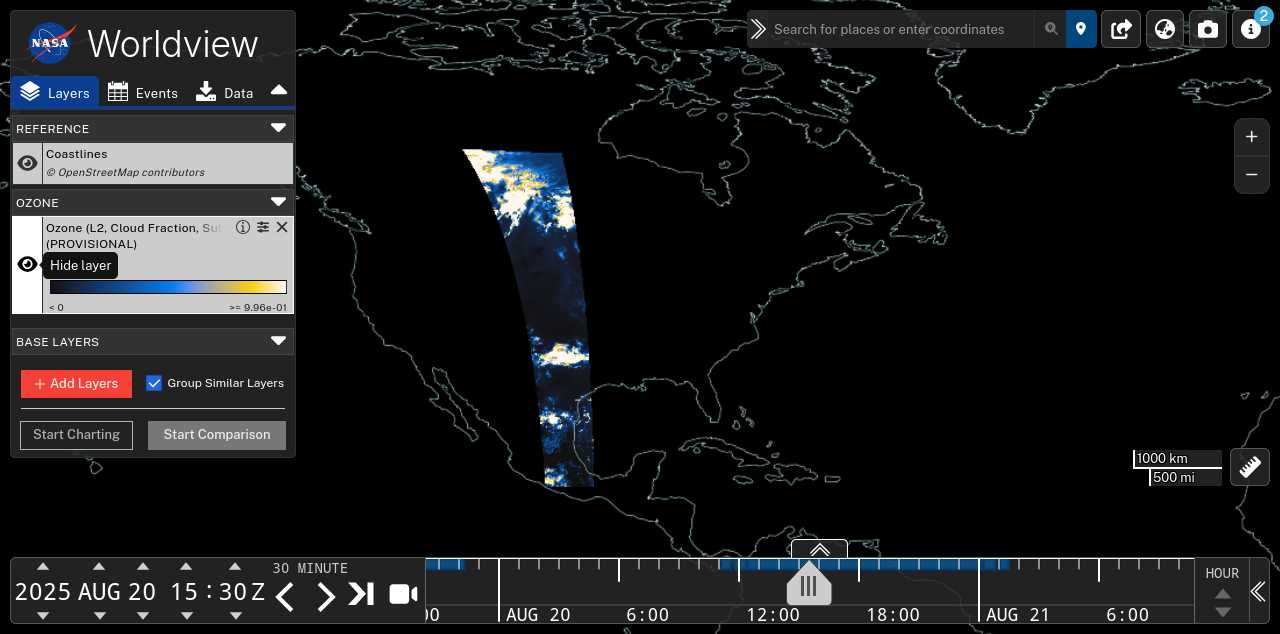 NASA
Worldview
Search for places or enter coordinates
2
Layers
Events
Data
REFERENCE
Coastlines
© OpenStreetMap contributors
OZONE
Ozone (L2, Cloud Fraction, Su
(PROVISIONAL)
Hide layer
< 0
>= 9.96e-01
BASE LAYERS
+ Add Layers
Group Similar Layers
Start Charting
Start Comparison
+
−
1000 km
500 mi
30 MINUTE
2025 AUG 20 15 : 30 Z
00
AUG 20
6:00
12:00
18:00
AUG 21
6:00
HOUR